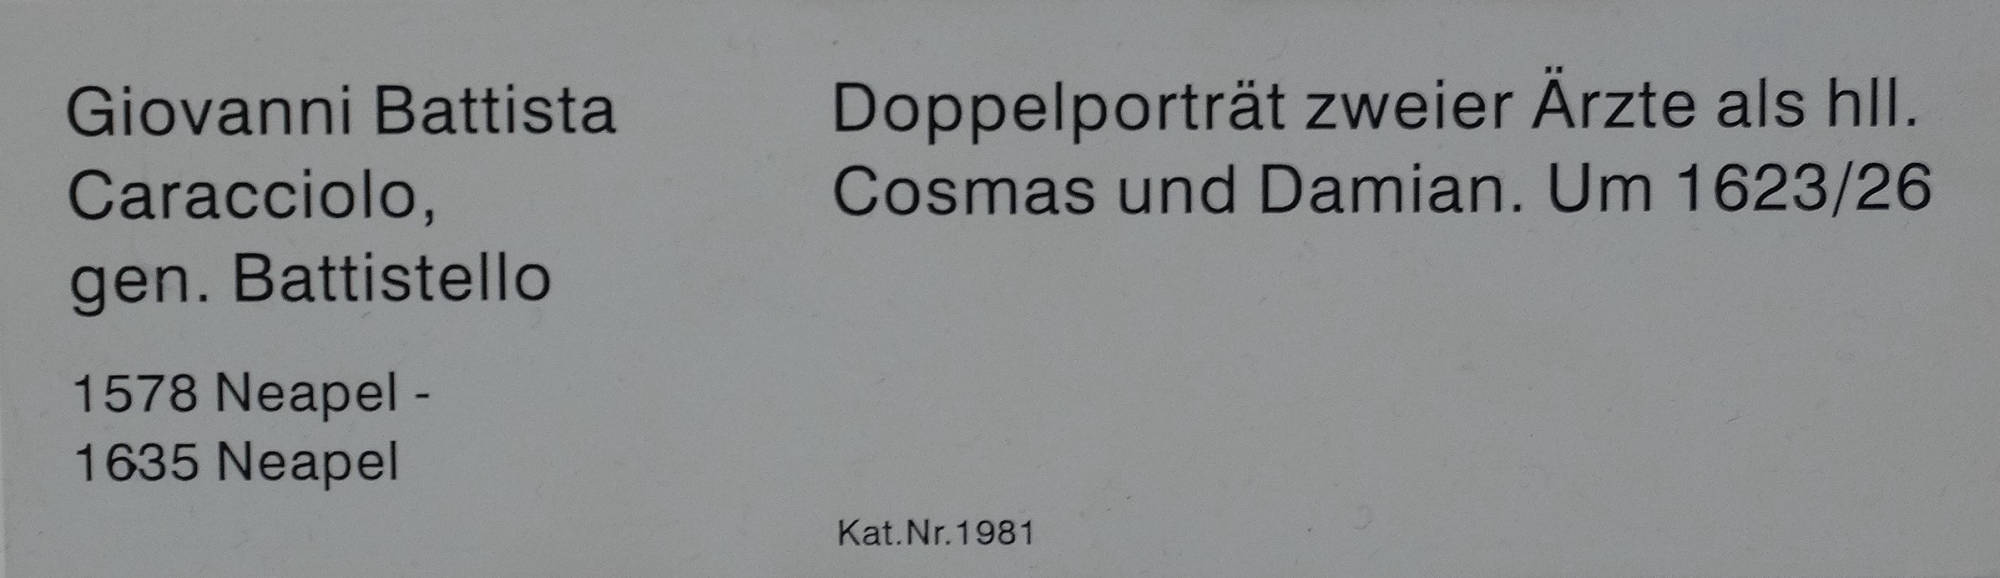 Giovanni Battista
Caracciolo,
gen. Battistello
1578 Neapel -
1635 Neapel
Doppelporträt zweier Ärzte als hll.
Cosmas und Damian. Um 1623/26
Kat.Nr.1981